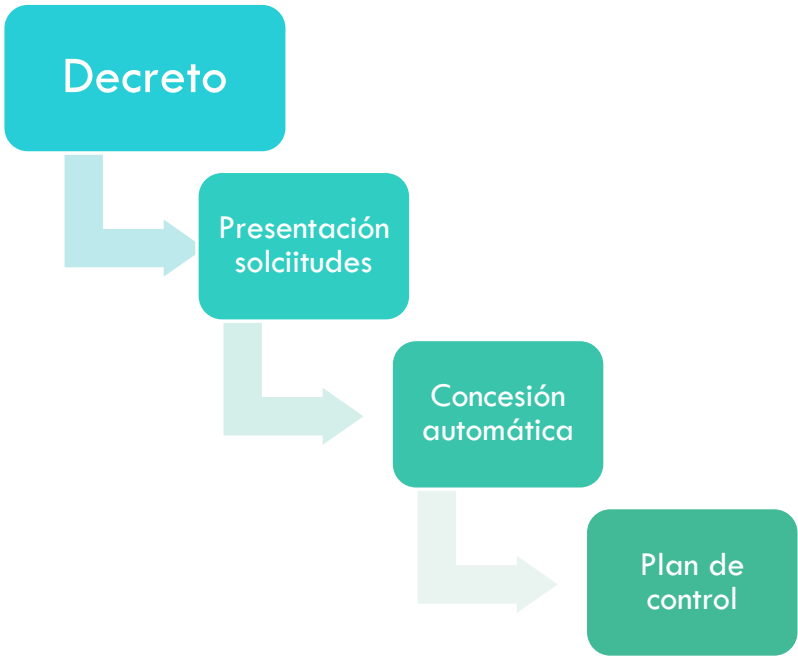 Decreto
Presentación
solciitudes
Concesión
automática
Plan de
control